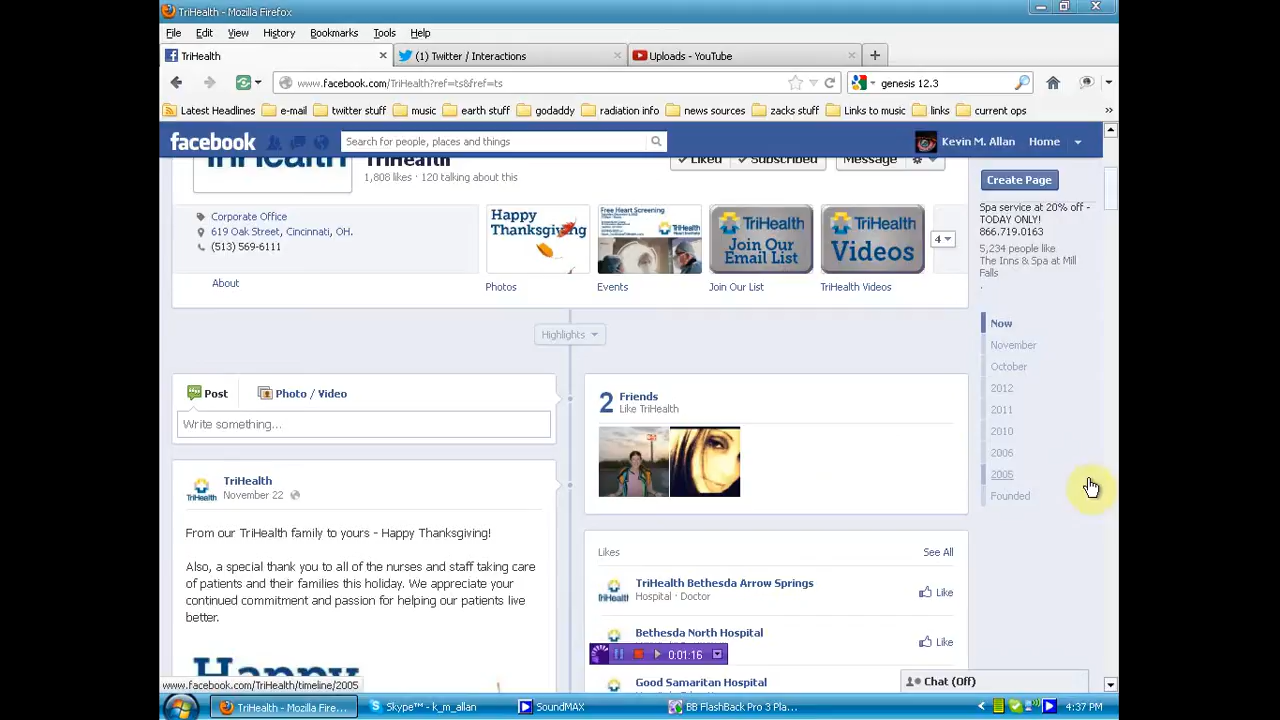 TriHealth - Mozilla Firefox
File Edit View History Bookmarks Tools Help
TriHealth
(1) Twitter / Interactions
Uploads - YouTube
www.facebook.com/TriHealth?ref=ts&fref=ts
genesis 12.3
Latest Headlines e-mail twitter stuff music earth stuff godaddy radiation info news sources zacks stuff Links to music links current ops
facebook
Search for people, places and things
Kevin M. Allan Home
TriHealth
TriHealth
Liked Subscribed Message
1,808 likes · 120 talking about this
Create Page
Spa service at 20% off -
TODAY ONLY!
866.719.0163
5,234 people like
The Inns & Spa at Mill
Falls
Corporate Office
619 Oak Street, Cincinnati, OH.
(513) 569-6111
About
Happy
Thanksgiving
Photos
Free Heart Screening
TriHealth
Events
TriHealth
Join Our
Email List
Join Our List
TriHealth
Videos
TriHealth Videos
4
Highlights
Now
November
October
2012
2011
2010
2006
2005
Founded
Post Photo / Video
Write something...
2 Friends
Like TriHealth
TriHealth
TriHealth
November 22
From our TriHealth family to yours - Happy Thanksgiving!
Also, a special thank you to all of the nurses and staff taking care
of patients and their families this holiday. We appreciate your
continued commitment and passion for helping our patients live
better.
Happy
Likes See All
TriHealth
TriHealth Bethesda Arrow Springs
Hospital · Doctor
Like
Bethesda North Hospital
Like
Good Samaritan Hospital
0:01:16
Chat (Off)
www.facebook.com/TriHealth/timeline/2005
TriHealth - Mozilla Fire...
Skype™ - k_m_allan
SoundMAX
BB FlashBack Pro 3 Pla...
4:37 PM